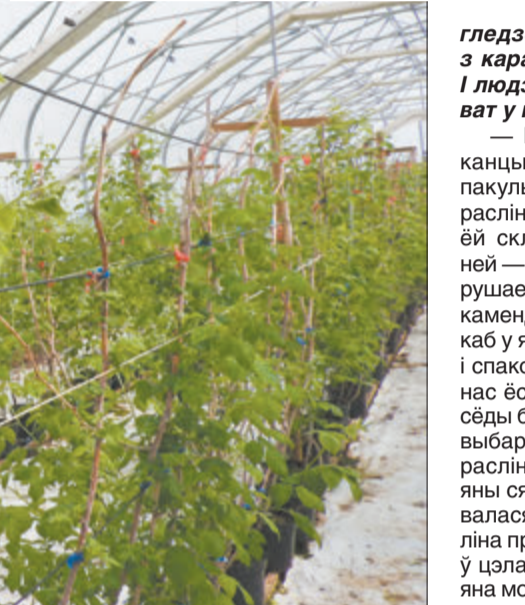 гледз
з кара
І людз
ват у
—
канцы
пакуль
раслін
ёй скл
ней —
рушае
камен
каб у я
і спако
нас ёс
сёды б
выбар
раслін
яны ся
валася
ліна пр
ў цэла
яна мо